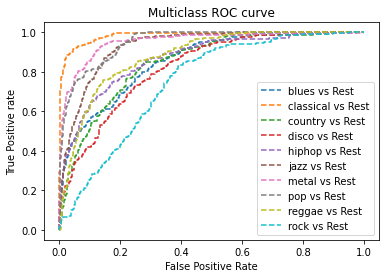 Multiclass ROC curve
True Positive rate
1.0
0.8
0.6
0.4
0.2
0.0
blues vs Rest
classical vs Rest
country vs Rest
disco vs Rest
hiphop vs Rest
jazz vs Rest
metal vs Rest
pop vs Rest
reggae vs Rest
rock vs Rest
0.0 0.2 0.4 0.6 0.8 1.0
False Positive Rate